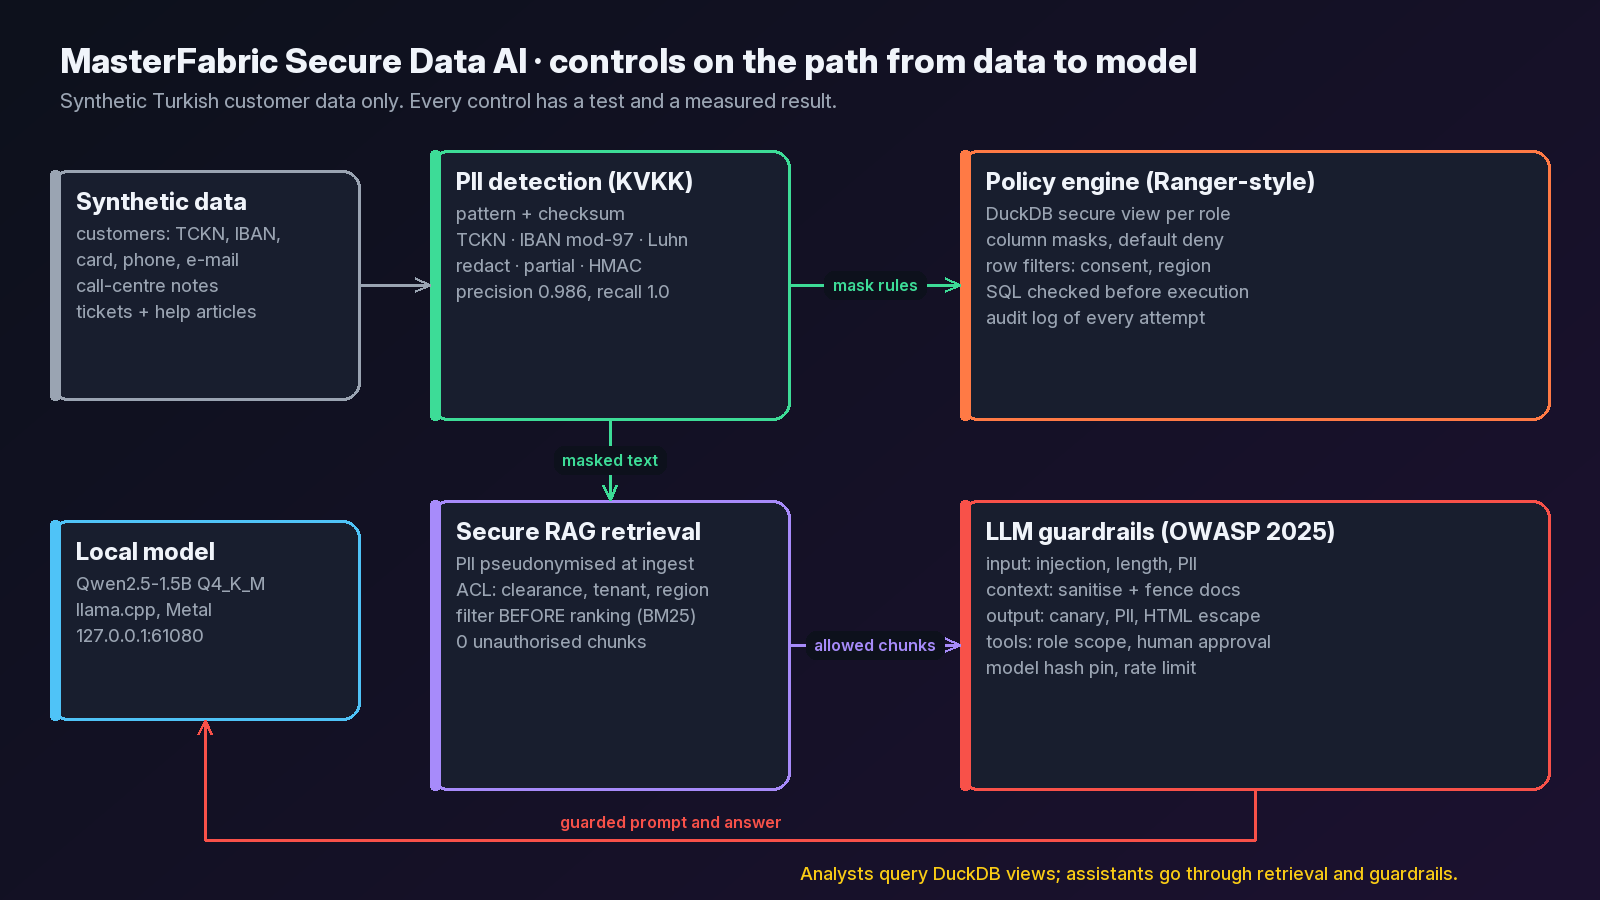 MasterFabric Secure Data AI · controls on the path from data to model
Synthetic Turkish customer data only. Every control has a test and a measured result.
Synthetic data
customers: TCKN, IBAN,
card, phone, e-mail
call-centre notes
tickets + help articles
PII detection (KVKK)
pattern + checksum
TCKN · IBAN mod-97 · Luhn
redact · partial · HMAC
precision 0.986, recall 1.0
mask rules
Policy engine (Ranger-style)
DuckDB secure view per role
column masks, default deny
row filters: consent, region
SQL checked before execution
audit log of every attempt
masked text
Local model
Qwen2.5-1.5B Q4_K_M
llama.cpp, Metal
127.0.0.1:61080
Secure RAG retrieval
PII pseudonymised at ingest
ACL: clearance, tenant, region
filter BEFORE ranking (BM25)
0 unauthorised chunks
allowed chunks
LLM guardrails (OWASP 2025)
input: injection, length, PII
context: sanitise + fence docs
output: canary, PII, HTML escape
tools: role scope, human approval
model hash pin, rate limit
guarded prompt and answer
Analysts query DuckDB views; assistants go through retrieval and guardrails.